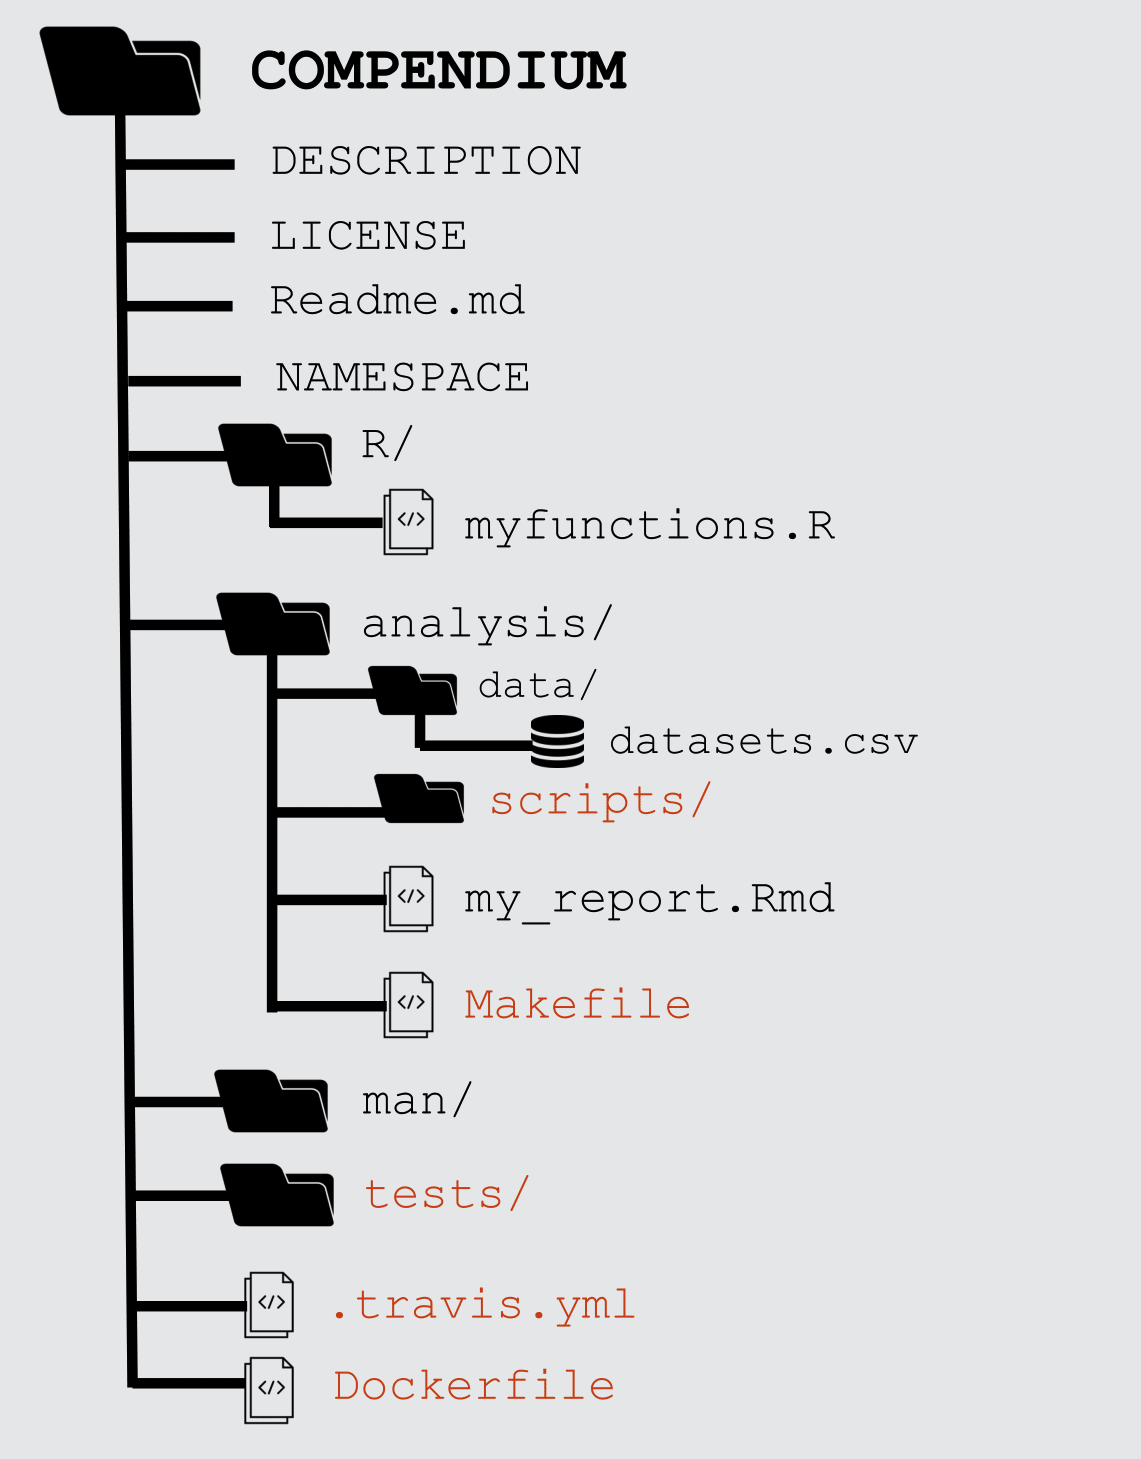 COMPENDIUM
DESCRIPTION
LICENSE
Readme.md
NAMESPACE
R/
</> myfunctions.R
analysis/
data/
datasets.csv
scripts/
</> my_report.Rmd
</> Makefile
man/
tests/
</> .travis.yml
</> Dockerfile